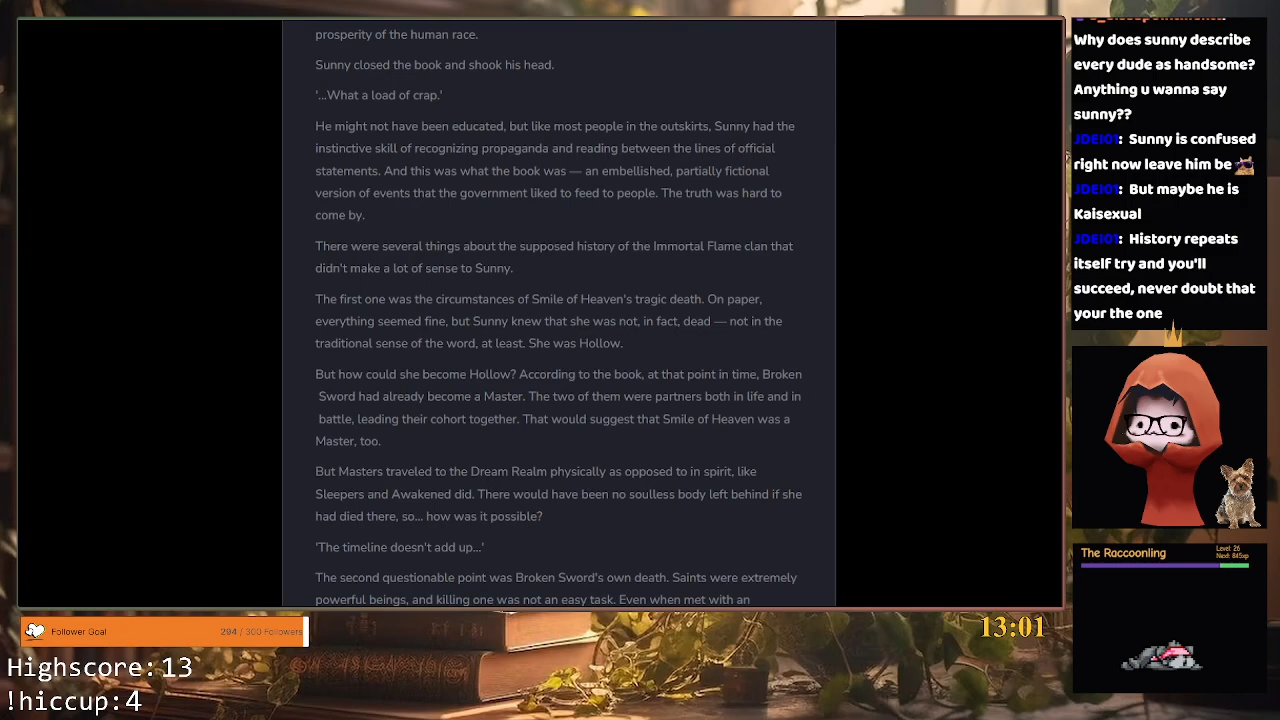 prosperity of the human race.
Sunny closed the book and shook his head.
'...What a load of crap.'
He might not have been educated, but like most people in the outskirts, Sunny had the
instinctive skill of recognizing propaganda and reading between the lines of official
statements. And this was what the book was — an embellished, partially fictional
version of events that the government liked to feed to people. The truth was hard to
come by.
There were several things about the supposed history of the Immortal Flame clan that
didn't make a lot of sense to Sunny.
The first one was the circumstances of Smile of Heaven's tragic death. On paper,
everything seemed fine, but Sunny knew that she was not, in fact, dead — not in the
traditional sense of the word, at least. She was Hollow.
But how could she become Hollow? According to the book, at that point in time, Broken
Sword had already become a Master. The two of them were partners both in life and in
battle, leading their cohort together. That would suggest that Smile of Heaven was a
Master, too.
But Masters traveled to the Dream Realm physically as opposed to in spirit, like
Sleepers and Awakened did. There would have been no soulless body left behind if she
had died there, so... how was it possible?
'The timeline doesn't add up...'
The second questionable point was Broken Sword's own death. Saints were extremely
powerful beings, and killing one was not an easy task. Even when met with an
Why does sunny describe
every dude as handsome?
Anything u wanna say
sunny??
JDEI01: Sunny is confused
right now leave him be
JDEI01: But maybe he is
Kaisexual
JDEI01: History repeats
itself try and you'll
succeed, never doubt that
your the one
The Raccoonling
Level: 26
Next: 845xp
Follower Goal
294 / 300 Followers
13:01
Highscore:13
!hiccup:4